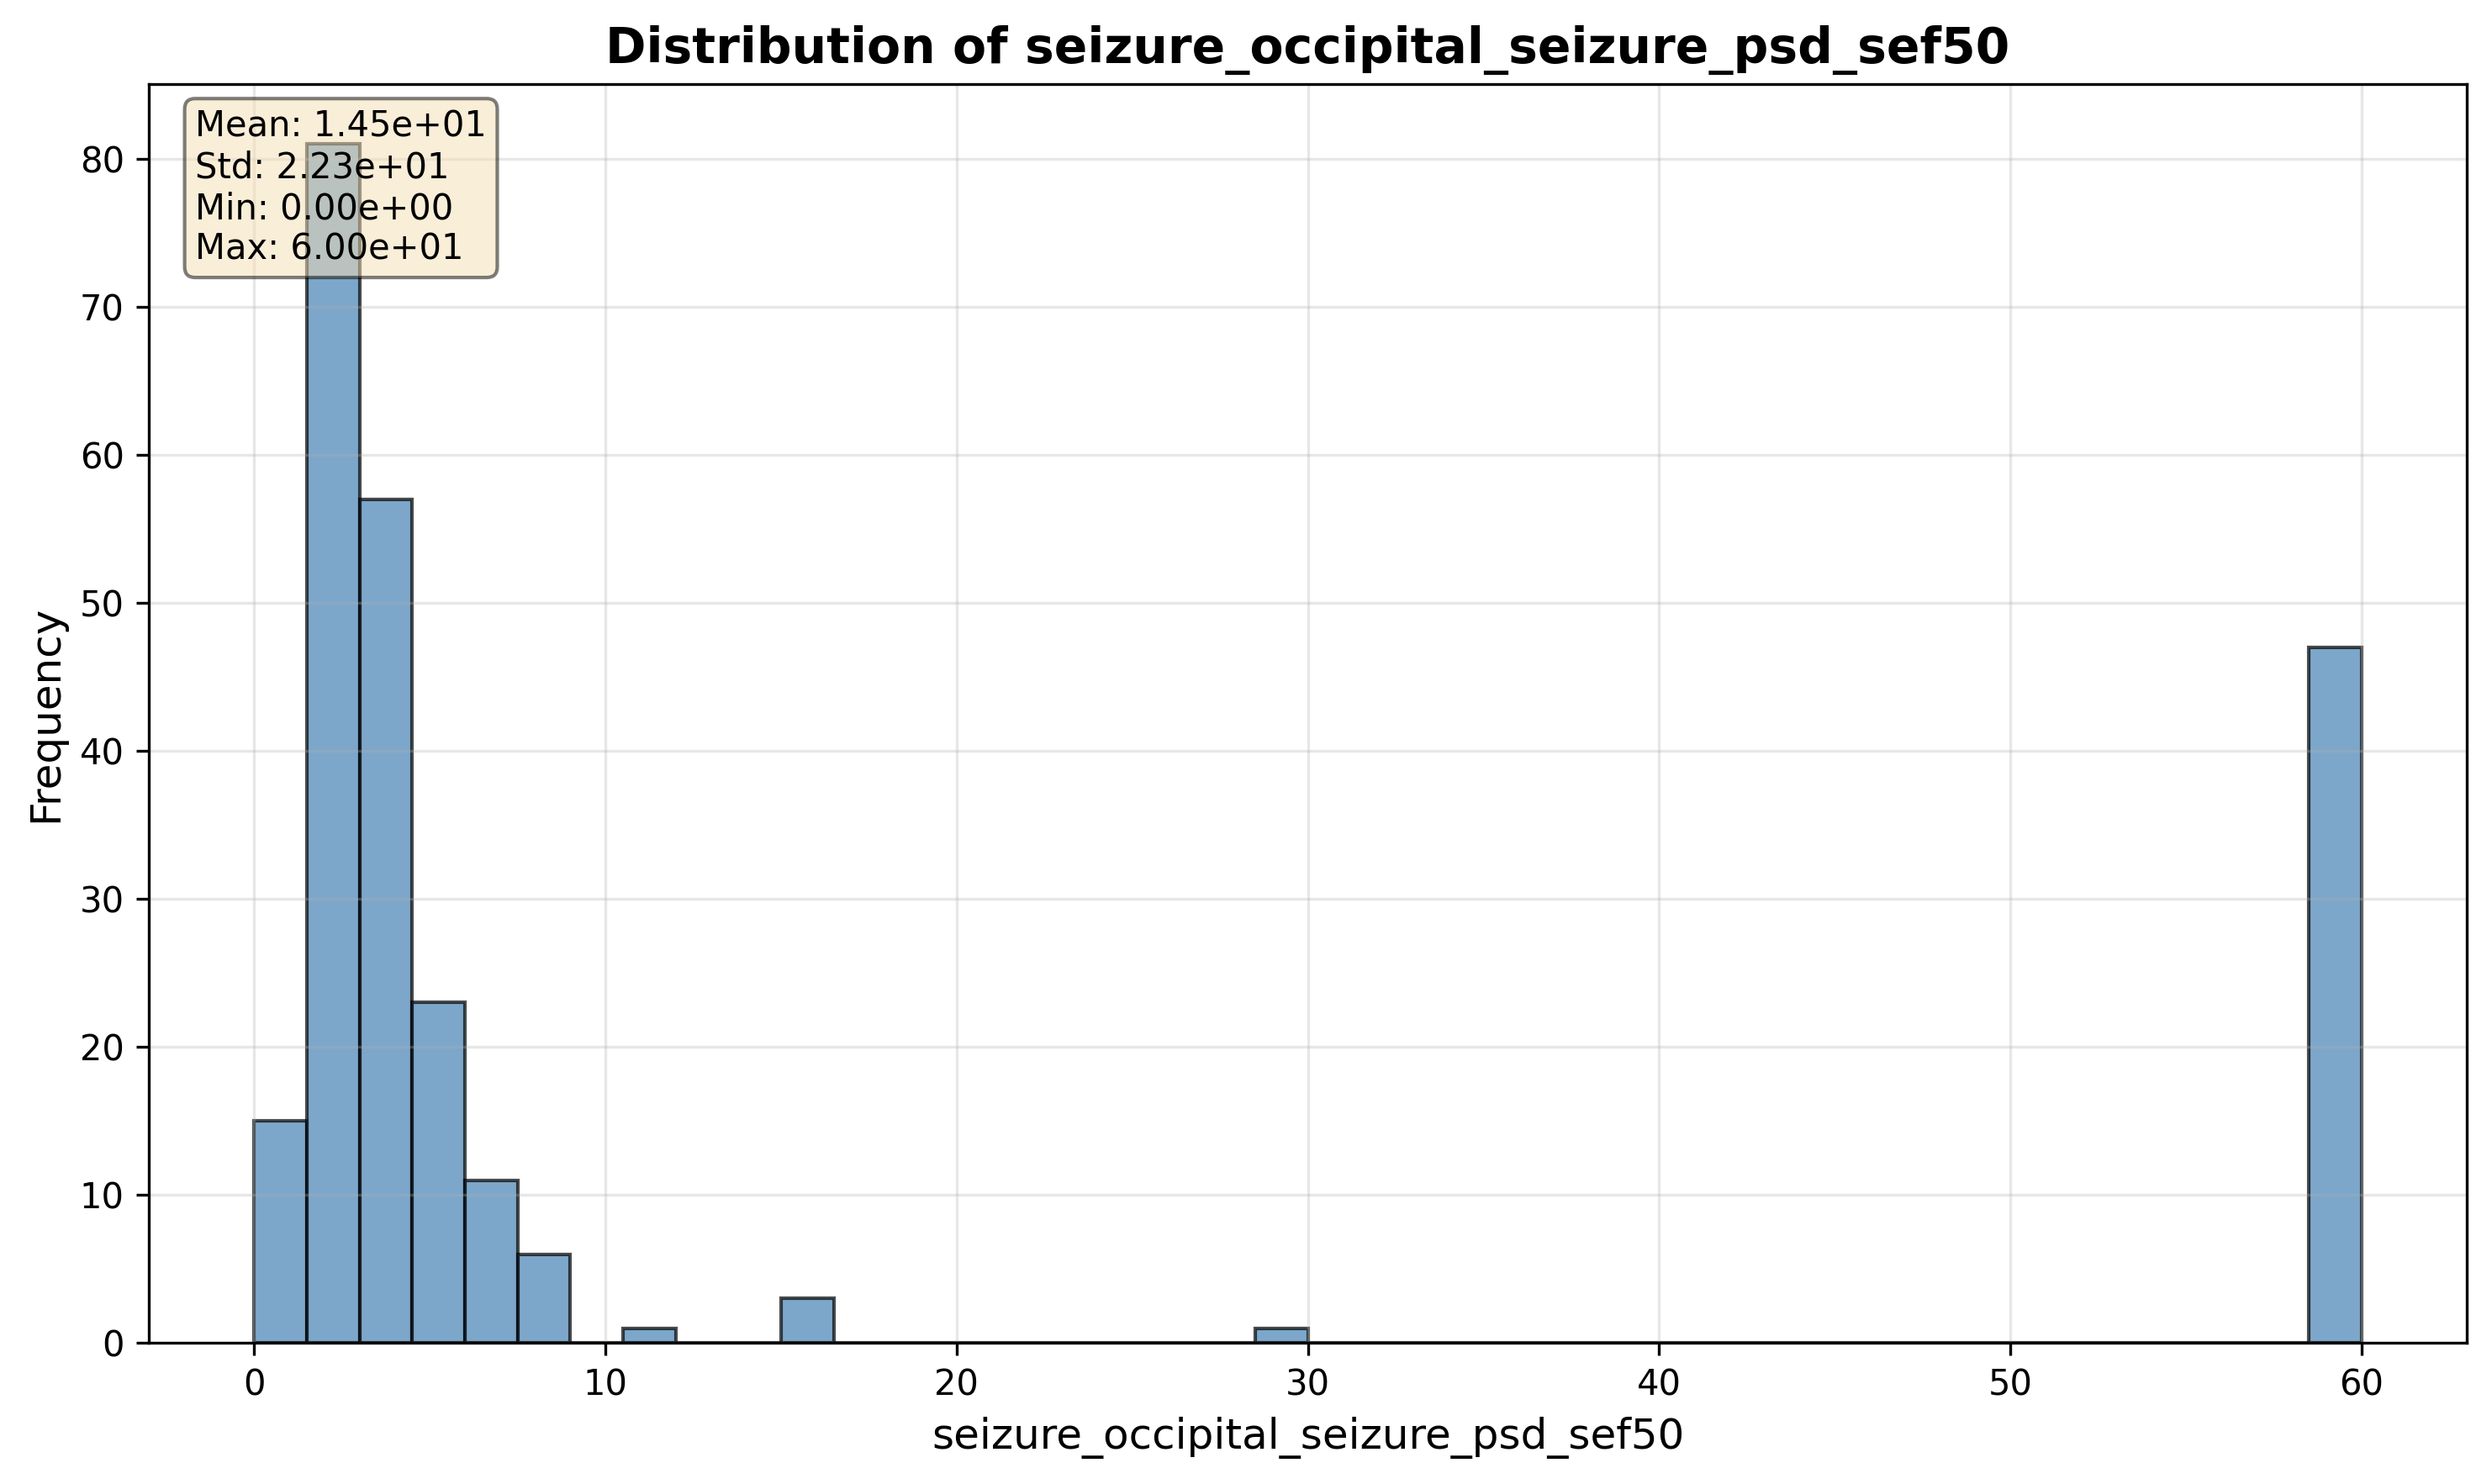 Distribution of seizure_occipital_seizure_psd_sef50
Mean: 1.45e+01
Std: 2.23e+01
Min: 0.00e+00
Max: 6.00e+01
80
70
60
50
40
30
20
10
0
Frequency
0 10 20 30 40 50 60
seizure_occipital_seizure_psd_sef50